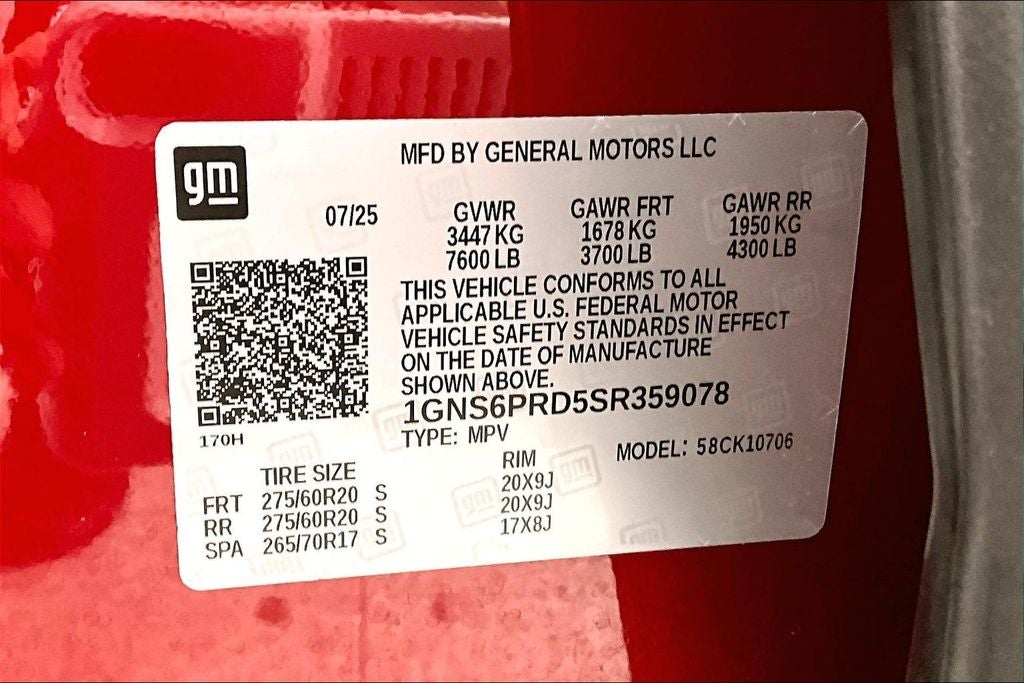 gm
MFD BY GENERAL MOTORS LLC
07/25 GVWR GAWR FRT GAWR RR
3447 KG 1678 KG 1950 KG
7600 LB 3700 LB 4300 LB
THIS VEHICLE CONFORMS TO ALL
APPLICABLE U.S. FEDERAL MOTOR
VEHICLE SAFETY STANDARDS IN EFFECT
ON THE DATE OF MANUFACTURE
SHOWN ABOVE.
1GNS6PRD5SR359078
170H
TYPE: MPV MODEL: 58CK10706
TIRE SIZE RIM
FRT 275/60R20 S 20X9J
RR 275/60R20 S 20X9J
SPA 265/70R17 S 17X8J